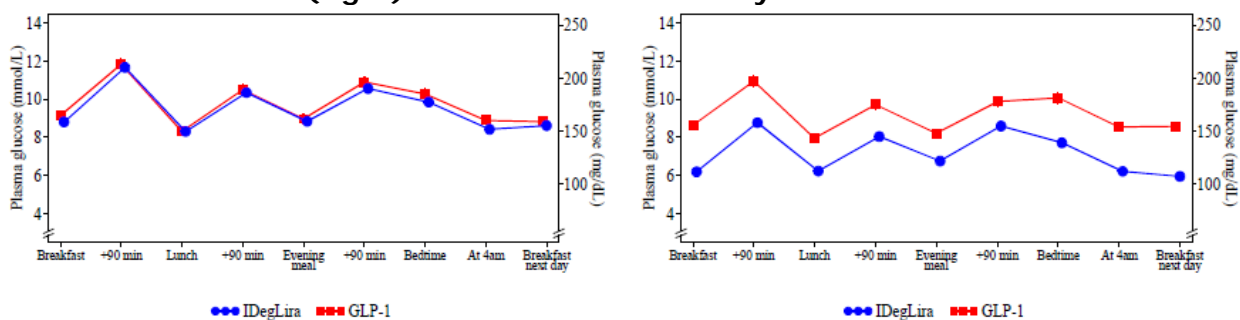 14
12
10
8
6
4
Plasma glucose (mmol/L)
250
200
150
100
Plasma glucose (mg/dL)
Breakfast +90 min Lunch +90 min Evening meal +90 min Bedtime At 4am Breakfast next day
IDegLira GLP-1
14
12
10
8
6
4
Plasma glucose (mmol/L)
250
200
150
100
Plasma glucose (mg/dL)
Breakfast +90 min Lunch +90 min Evening meal +90 min Bedtime At 4am Breakfast next day
IDegLira GLP-1